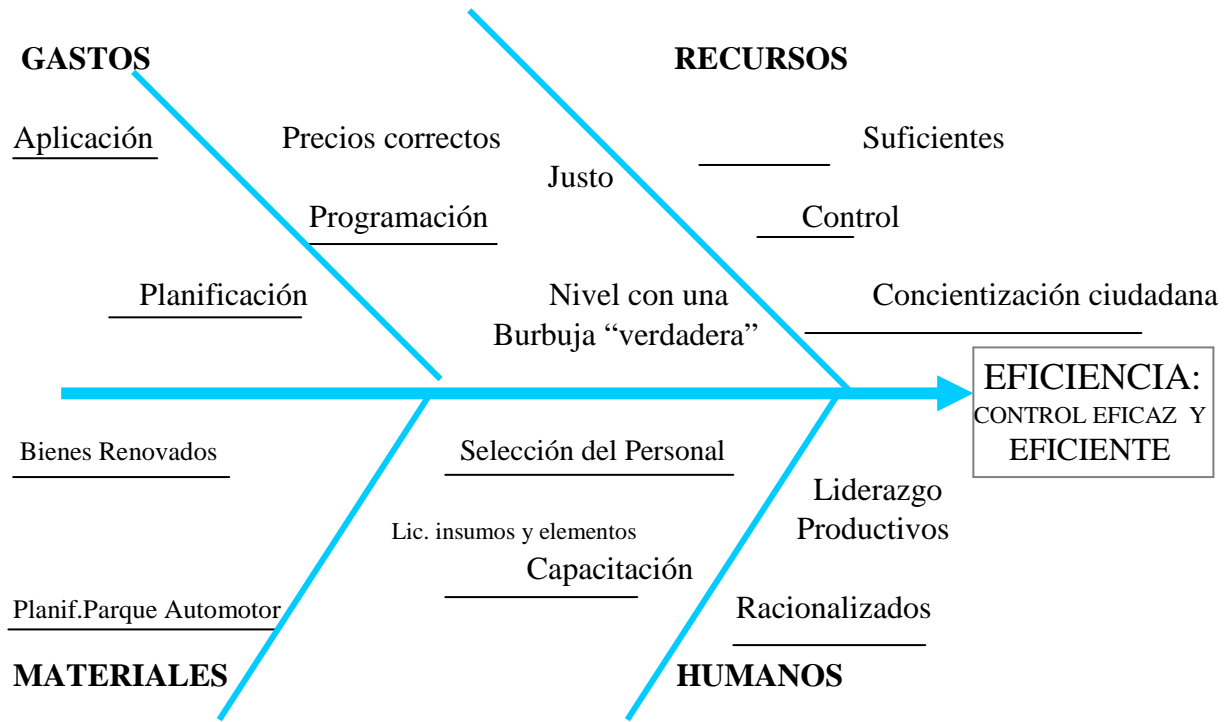 GASTOS
RECURSOS
Aplicación
Precios correctos
Suficientes
Justo
Programación
Control
Planificación
Nivel con una
Burbuja “verdadera”
Concientización ciudadana
EFICIENCIA:
CONTROL EFICAZ Y
EFICIENTE
Bienes Renovados
Selección del Personal
Liderazgo
Productivos
Lic. insumos y elementos
Capacitación
Planif.Parque Automotor
Racionalizados
MATERIALES
HUMANOS